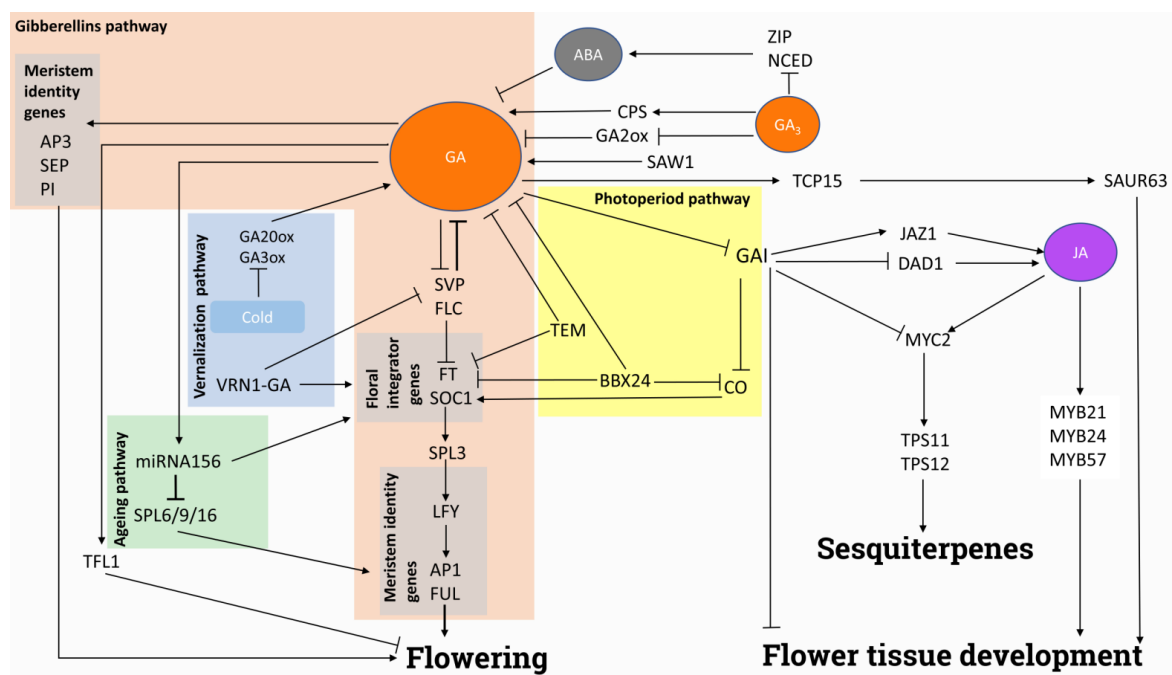 Gibberellins pathway
Meristem
identity
genes
AP3
SEP
PI
ABA
ZIP
NCED
CPS
GA2ox
GA3
SAW1
GA
TCP15
SAUR63
Photoperiod pathway
Vernalization pathway
GA20ox
GA3ox
Cold
VRN1-GA
SVP
FLC
GAI
JAZ1
DAD1
JA
TEM
MYC2
Floral
integrator
genes
FT
SOC1
BBX24
CO
Ageing pathway
miRNA156
SPL6/9/16
SPL3
TPS11
TPS12
MYB21
MYB24
MYB57
Meristem identity
genes
LFY
AP1
FUL
TFL1
Sesquiterpenes
Flowering
Flower tissue development